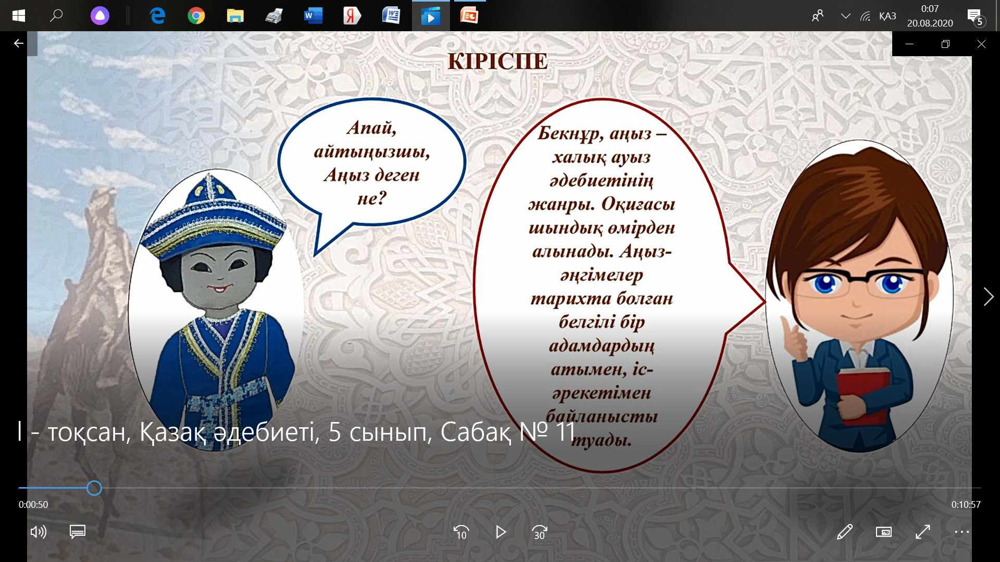 ҚАЗ
0:07
20.08.2020
5
КІРІСПЕ
Апай,
айтыңызшы,
Аңыз деген
не?
Бекнұр, аңыз –
халық ауыз
әдебиетінің
жанры. Оқиғасы
шындық өмірден
алынады. Аңыз-
әңгімелер
тарихта болған
белгілі бір
адамдардың
атымен, іс-
әрекетімен
байланысты
туады.
I - тоқсан, Қазақ әдебиеті, 5 сынып, Сабақ № 11
0:00:50
0:10:57
10
30